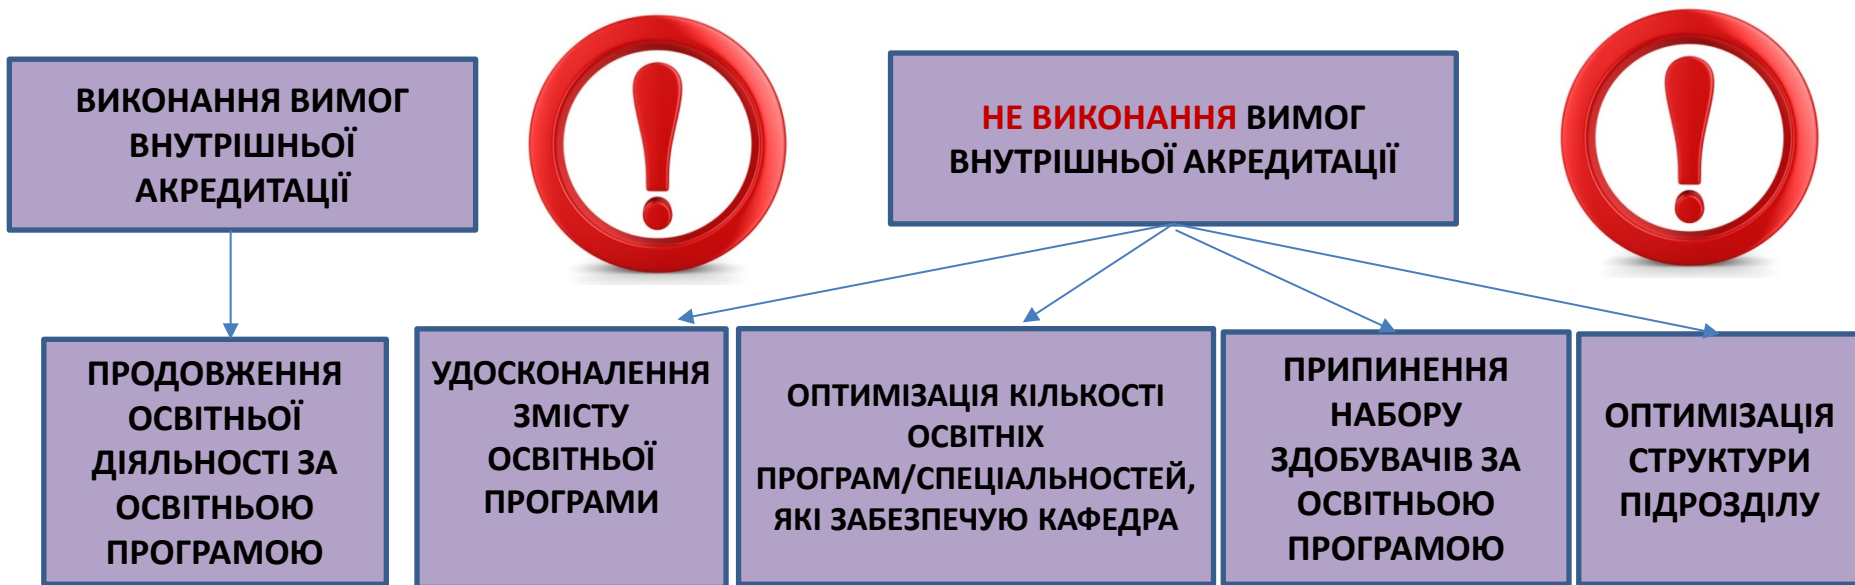 ВИКОНАННЯ ВИМОГ
ВНУТРІШНЬОЇ
АКРЕДИТАЦІЇ
НЕ ВИКОНАННЯ ВИМОГ
ВНУТРІШНЬОЇ АКРЕДИТАЦІЇ
ПРОДОВЖЕННЯ
ОСВІТНЬОЇ
ДІЯЛЬНОСТІ ЗА
ОСВІТНЬОЮ
ПРОГРАМОЮ
УДОСКОНАЛЕННЯ
ЗМІСТУ
ОСВІТНЬОЇ
ПРОГРАМИ
ОПТИМІЗАЦІЯ КІЛЬКОСТІ
ОСВІТНІХ
ПРОГРАМ/СПЕЦІАЛЬНОСТЕЙ,
ЯКІ ЗАБЕЗПЕЧУЮ КАФЕДРА
ПРИПИНЕННЯ
НАБОРУ
ЗДОБУВАЧІВ ЗА
ОСВІТНЬОЮ
ПРОГРАМОЮ
ОПТИМІЗАЦІЯ
СТРУКТУРИ
ПІДРОЗДІЛУ